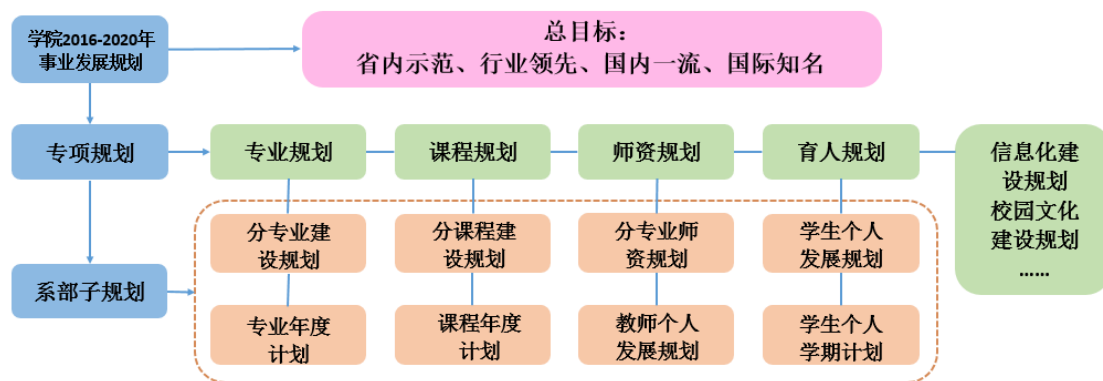 学院2016-2020年
事业发展规划
总目标：
省内示范、行业领先、国内一流、国际知名
专项规划
专业规划
课程规划
师资规划
育人规划
信息化建
设规划
校园文化
建设规划
……
系部子规划
分专业建
设规划
分课程建
设规划
分专业师
资规划
学生个人
发展规划
专业年度
计划
课程年度
计划
教师个人
发展规划
学生个人
学期计划